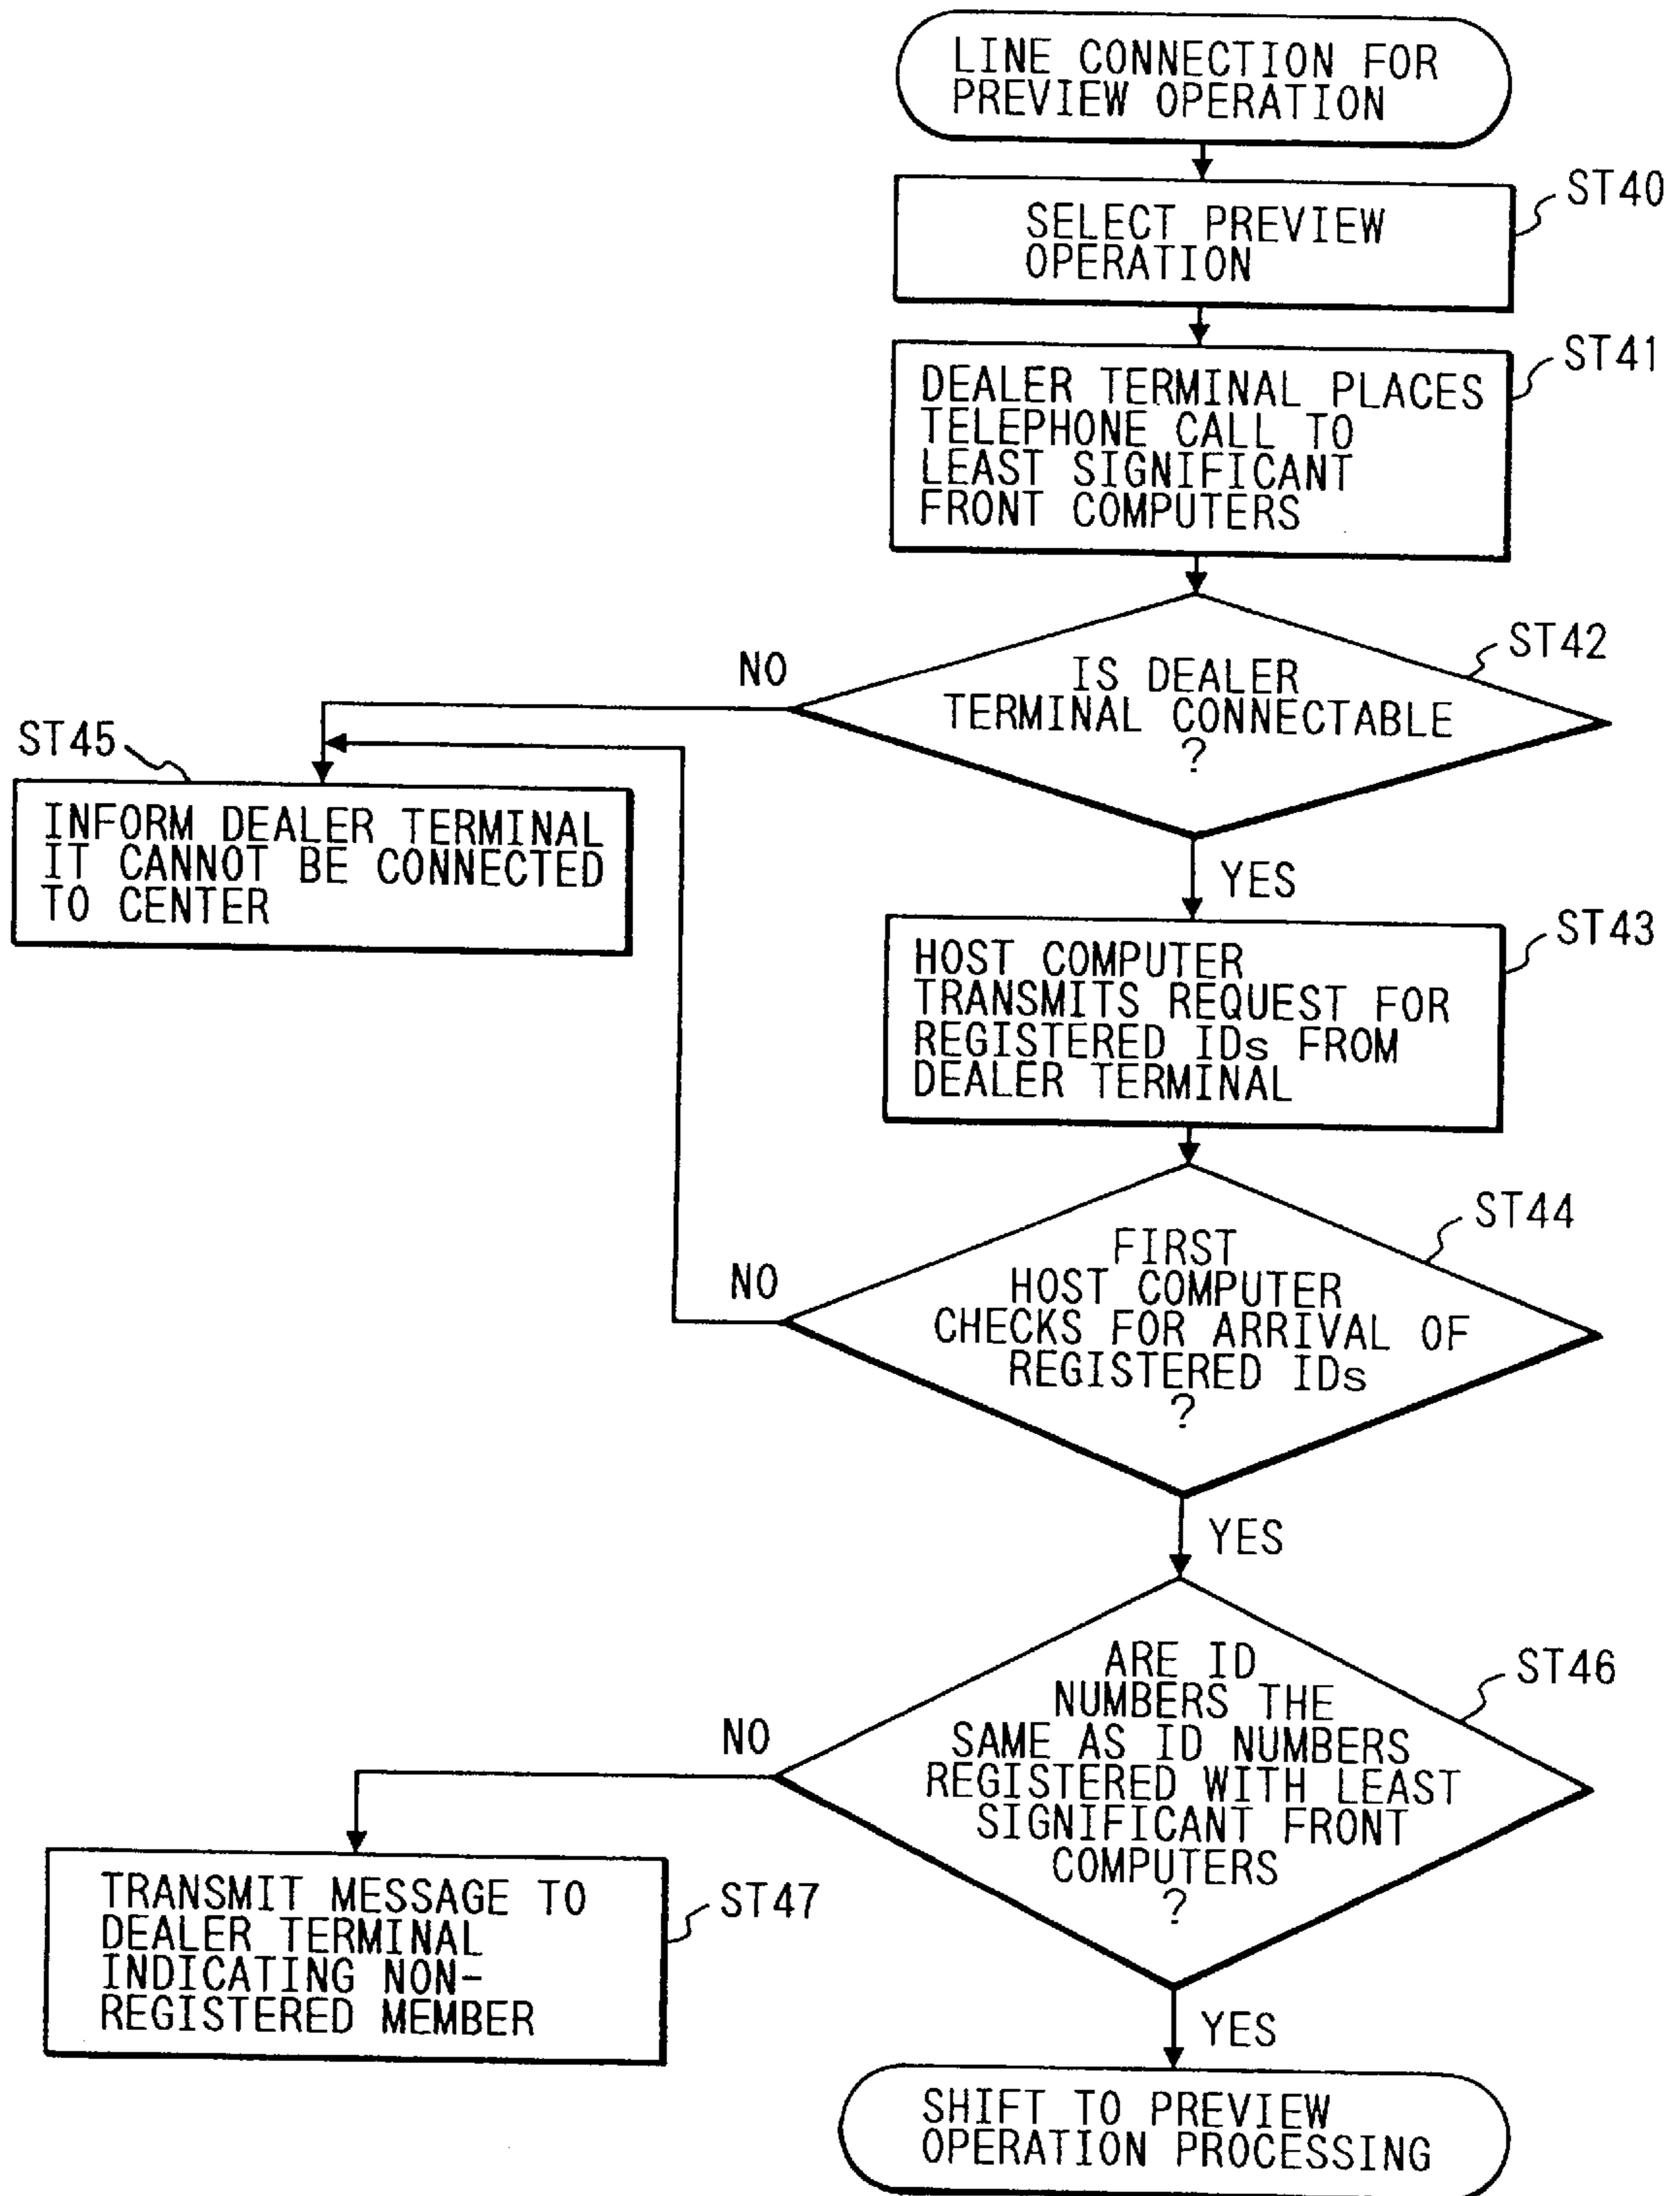 LINE CONNECTION FOR
PREVIEW OPERATION
ST40
SELECT PREVIEW
OPERATION
ST41
DEALER TERMINAL PLACES
TELEPHONE CALL TO
LEAST SIGNIFICANT
FRONT COMPUTERS
ST42
NO
IS DEALER
TERMINAL CONNECTABLE
?
ST45
INFORM DEALER TERMINAL
IT CANNOT BE CONNECTED
TO CENTER
YES
ST43
HOST COMPUTER
TRANSMITS REQUEST FOR
REGISTERED IDs FROM
DEALER TERMINAL
ST44
NO
FIRST
HOST COMPUTER
CHECKS FOR ARRIVAL OF
REGISTERED IDs
?
YES
ST46
NO
ARE ID
NUMBERS THE
SAME AS ID NUMBERS
REGISTERED WITH LEAST
SIGNIFICANT FRONT
COMPUTERS
?
ST47
TRANSMIT MESSAGE TO
DEALER TERMINAL
INDICATING NON-
REGISTERED MEMBER
YES
SHIFT TO PREVIEW
OPERATION PROCESSING